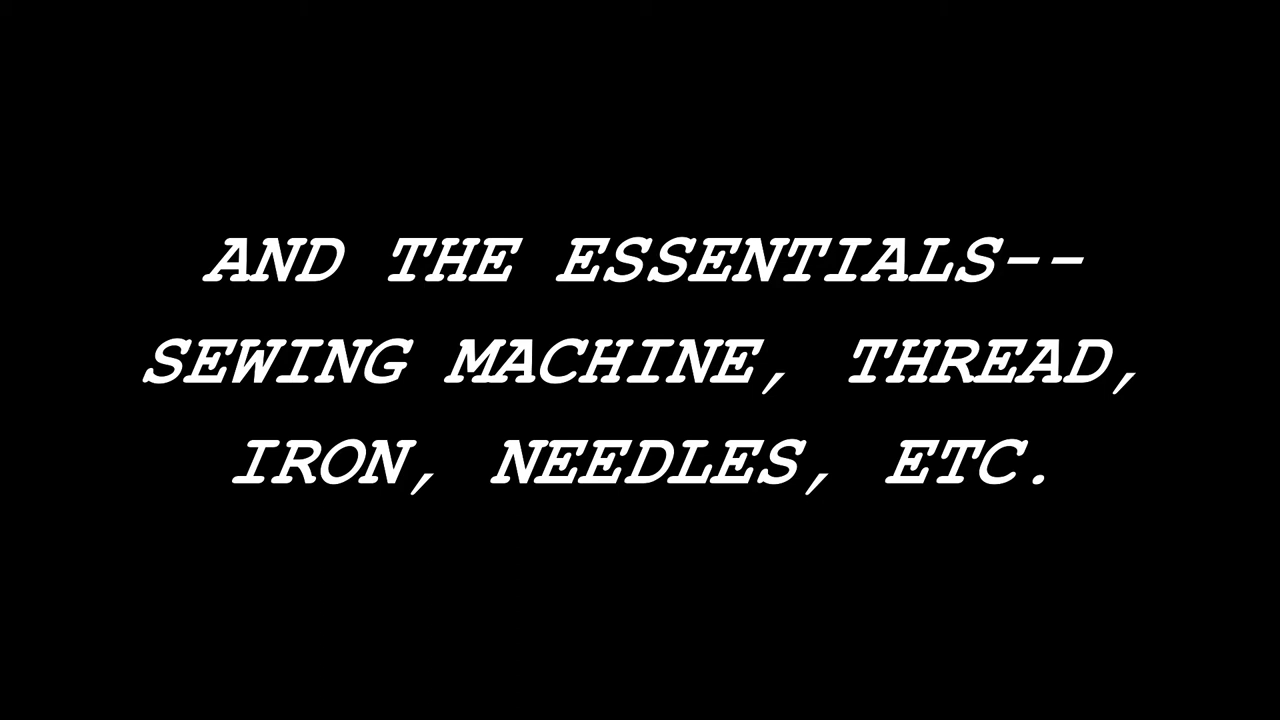 AND THE ESSENTIALS--
SEWING MACHINE, THREAD,
IRON, NEEDLES, ETC.